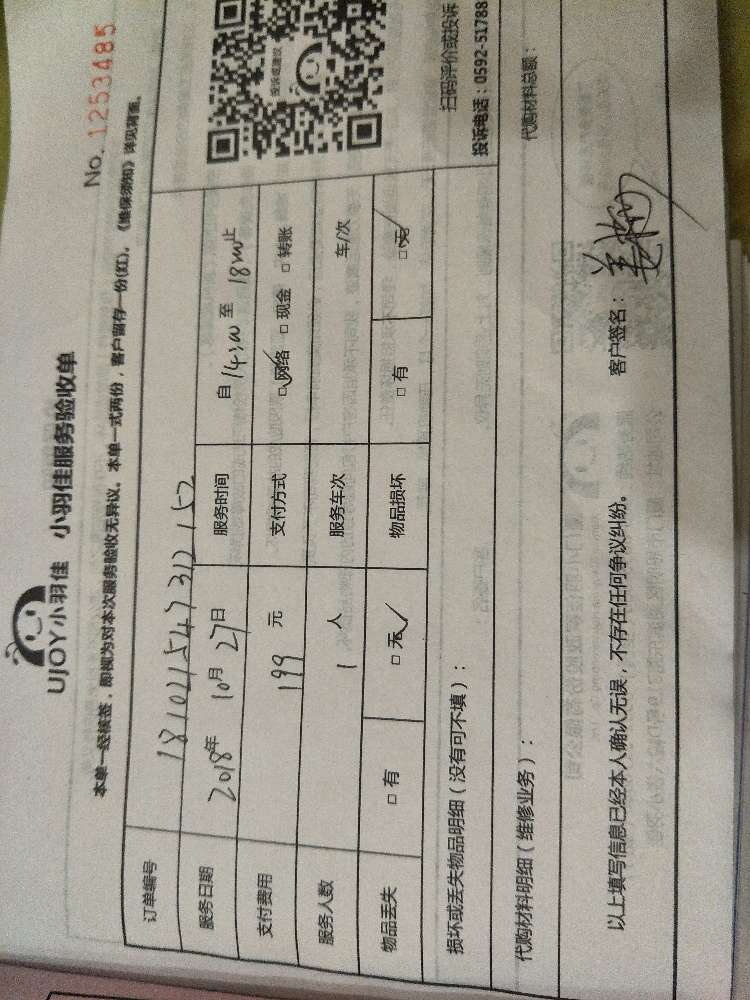 UJOY小羽佳 小羽佳服务验收单
No. 1253485
本单一经核签，即视为对本次服务验收无异议。本单一式两份，客户留存一份(红)。《维保须知》详见背面。
订单编号 181021547312152
服务日期 2018年 10月 27日 服务时间 自 14:00 至 18:00止
支付费用 199 元 支付方式 □网络 □现金 □转账
服务人数 1 人 服务车次 车/次
物品丢失 □有 □无 物品损坏 □有 □无
投诉或建议
扫码评价或投诉
投诉电话：0592-51788
损坏或丢失物品明细（没有可不填）：
代购材料明细（维修业务）： 代购材料总额：
以上填写信息已经本人确认无误，不存在任何争议纠纷。 客户签名：